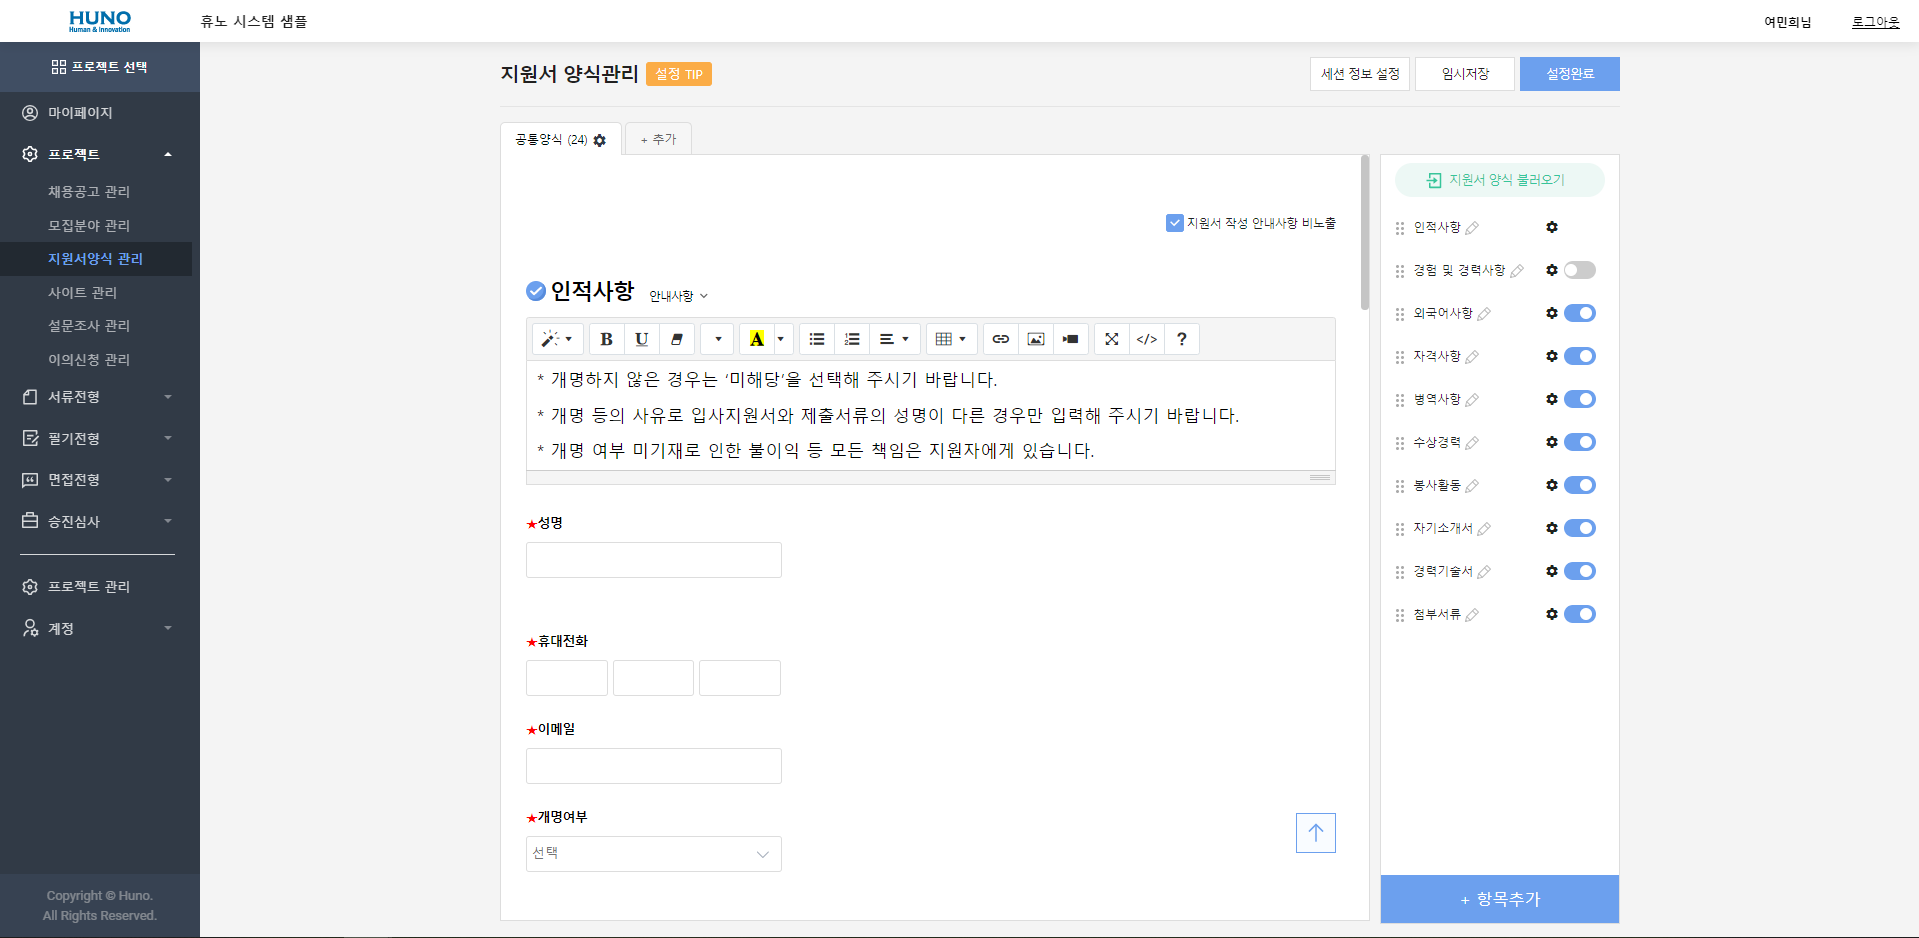 HUNO
Human & Innovation
휴노 시스템 샘플
여민희님
로그아웃
프로젝트 선택
마이페이지
프로젝트
채용공고 관리
모집분야 관리
지원서양식 관리
사이트 관리
설문조사 관리
이의신청 관리
서류전형
필기전형
면접전형
승진심사
프로젝트 관리
계정
Copyright © Huno.
All Rights Reserved.
지원서 양식관리 설정 TIP
세션 정보 설정
임시저장
설정완료
공통양식 (24)
+ 추가
지원서 작성 안내사항 비노출
인적사항 안내사항
B U A </> ?
* 개명하지 않은 경우는 ‘미해당’을 선택해 주시기 바랍니다.
* 개명 등의 사유로 입사지원서와 제출서류의 성명이 다른 경우만 입력해 주시기 바랍니다.
* 개명 여부 미기재로 인한 불이익 등 모든 책임은 지원자에게 있습니다.
★성명
★휴대전화
★이메일
★개명여부
선택
지원서 양식 불러오기
인적사항
경험 및 경력사항
외국어사항
자격사항
병역사항
수상경력
봉사활동
자기소개서
경력기술서
첨부서류
+ 항목추가